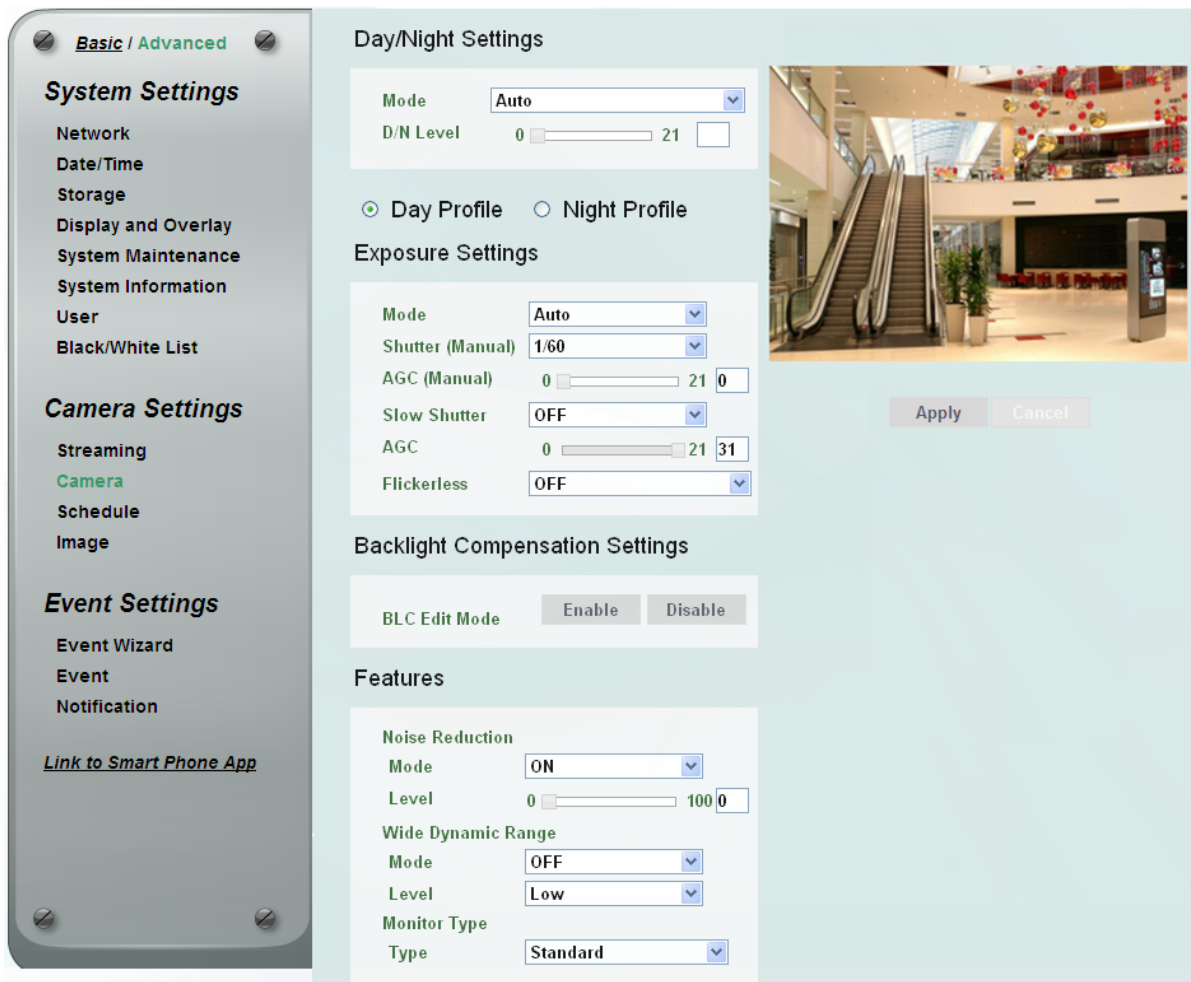 Basic / Advanced
System Settings
Network
Date/Time
Storage
Display and Overlay
System Maintenance
System Information
User
Black/White List
Camera Settings
Streaming
Camera
Schedule
Image
Event Settings
Event Wizard
Event
Notification
Link to Smart Phone App
Day/Night Settings
Mode Auto
D/N Level 0 21
Day Profile Night Profile
Exposure Settings
Mode Auto
Shutter (Manual) 1/60
AGC (Manual) 0 21 0
Slow Shutter OFF
AGC 0 21 31
Flickerless OFF
Backlight Compensation Settings
BLC Edit Mode Enable Disable
Features
Noise Reduction
Mode ON
Level 0 100 0
Wide Dynamic Range
Mode OFF
Level Low
Monitor Type
Type Standard
Apply Cancel